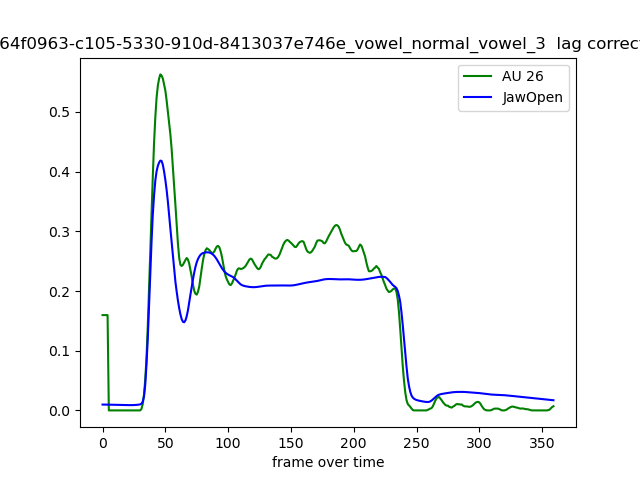 64f0963-c105-5330-910d-8413037e746e_vowel_normal_vowel_3 lag correct
AU 26
JawOpen
0.5
0.4
0.3
0.2
0.1
0.0
0 50 100 150 200 250 300 350
frame over time